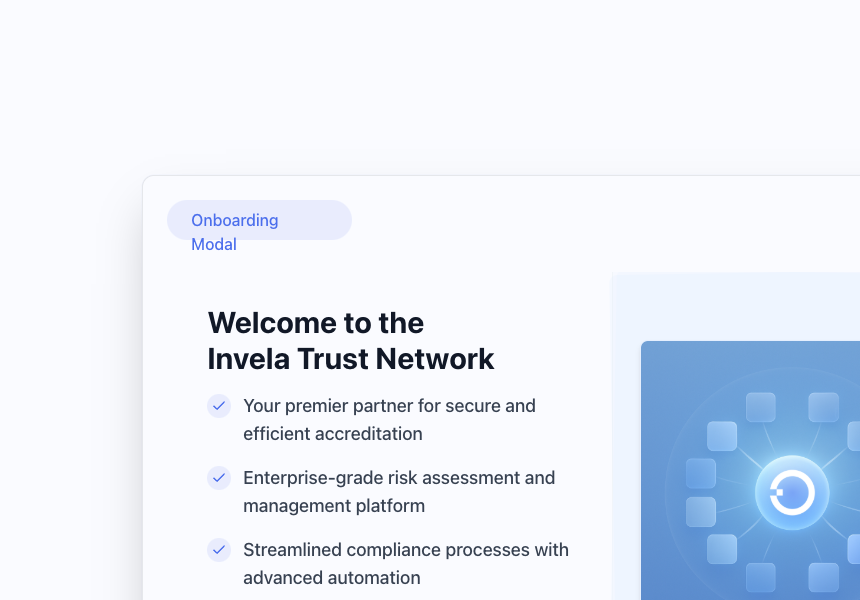 Onboarding
Modal
Welcome to the
Invela Trust Network
Your premier partner for secure and
efficient accreditation
Enterprise-grade risk assessment and
management platform
Streamlined compliance processes with
advanced automation